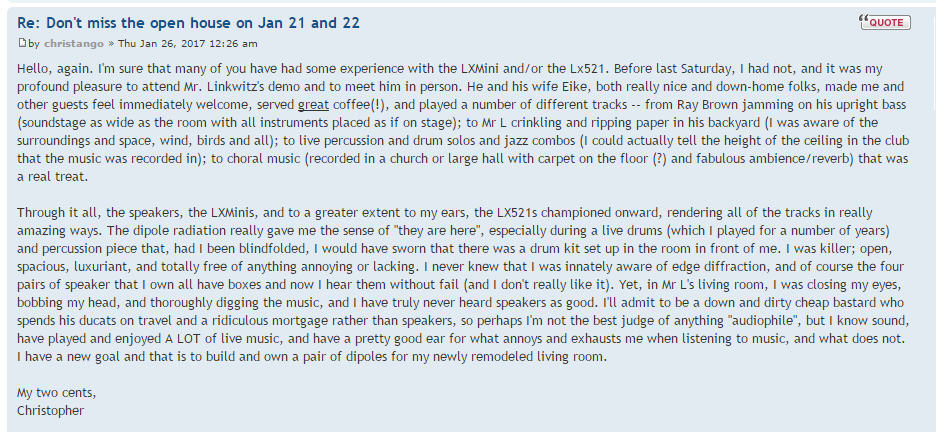 Re: Don't miss the open house on Jan 21 and 22
QUOTE
by christango » Thu Jan 26, 2017 12:26 am
Hello, again. I'm sure that many of you have had some experience with the LXMini and/or the Lx521. Before last Saturday, I had not, and it was my
profound pleasure to attend Mr. Linkwitz's demo and to meet him in person. He and his wife Eike, both really nice and down-home folks, made me and
other guests feel immediately welcome, served great coffee(!), and played a number of different tracks -- from Ray Brown jamming on his upright bass
(soundstage as wide as the room with all instruments placed as if on stage); to Mr L crinkling and ripping paper in his backyard (I was aware of the
surroundings and space, wind, birds and all); to live percussion and drum solos and jazz combos (I could actually tell the height of the ceiling in the club
that the music was recorded in); to choral music (recorded in a church or large hall with carpet on the floor (?) and fabulous ambience/reverb) that was
a real treat.
Through it all, the speakers, the LXMinis, and to a greater extent to my ears, the LX521s championed onward, rendering all of the tracks in really
amazing ways. The dipole radiation really gave me the sense of "they are here", especially during a live drums (which I played for a number of years)
and percussion piece that, had I been blindfolded, I would have sworn that there was a drum kit set up in the room in front of me. I was killer; open,
spacious, luxuriant, and totally free of anything annoying or lacking. I never knew that I was innately aware of edge diffraction, and of course the four
pairs of speaker that I own all have boxes and now I hear them without fail (and I don't really like it). Yet, in Mr L's living room, I was closing my eyes,
bobbing my head, and thoroughly digging the music, and I have truly never heard speakers as good. I'll admit to be a down and dirty cheap bastard who
spends his ducats on travel and a ridiculous mortgage rather than speakers, so perhaps I'm not the best judge of anything "audiophile", but I know sound,
have played and enjoyed A LOT of live music, and have a pretty good ear for what annoys and exhausts me when listening to music, and what does not.
I have a new goal and that is to build and own a pair of dipoles for my newly remodeled living room.
My two cents,
Christopher